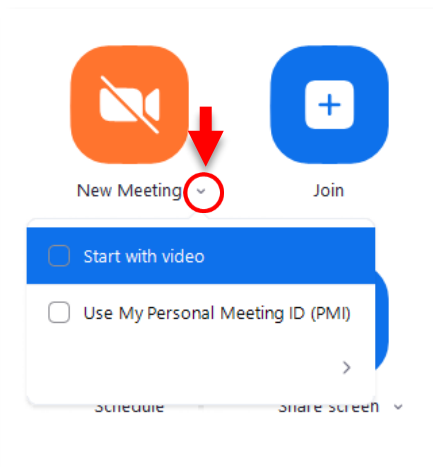 New Meeting
Join
Start with video
Use My Personal Meeting ID (PMI)
Schedule
Share screen